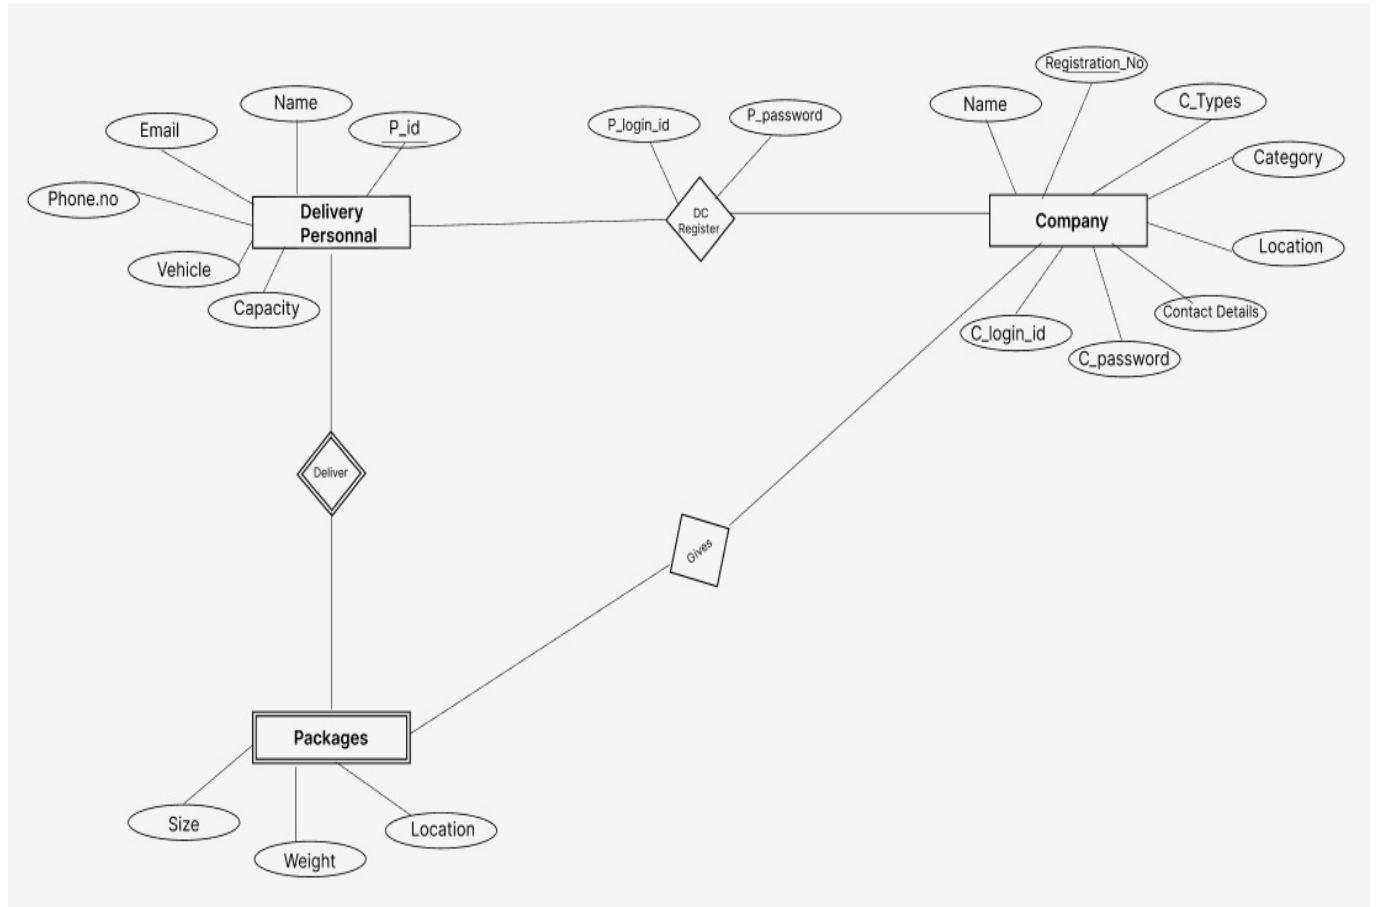 Registration_No
Name
Name
C_Types
Email
P_id
P_login_id
P_password
Category
Phone.no
Delivery
Personnal
DC
Register
Company
Location
Vehicle
Capacity
Contact Details
C_login_id
C_password
Deliver
Gives
Packages
Size
Weight
Location